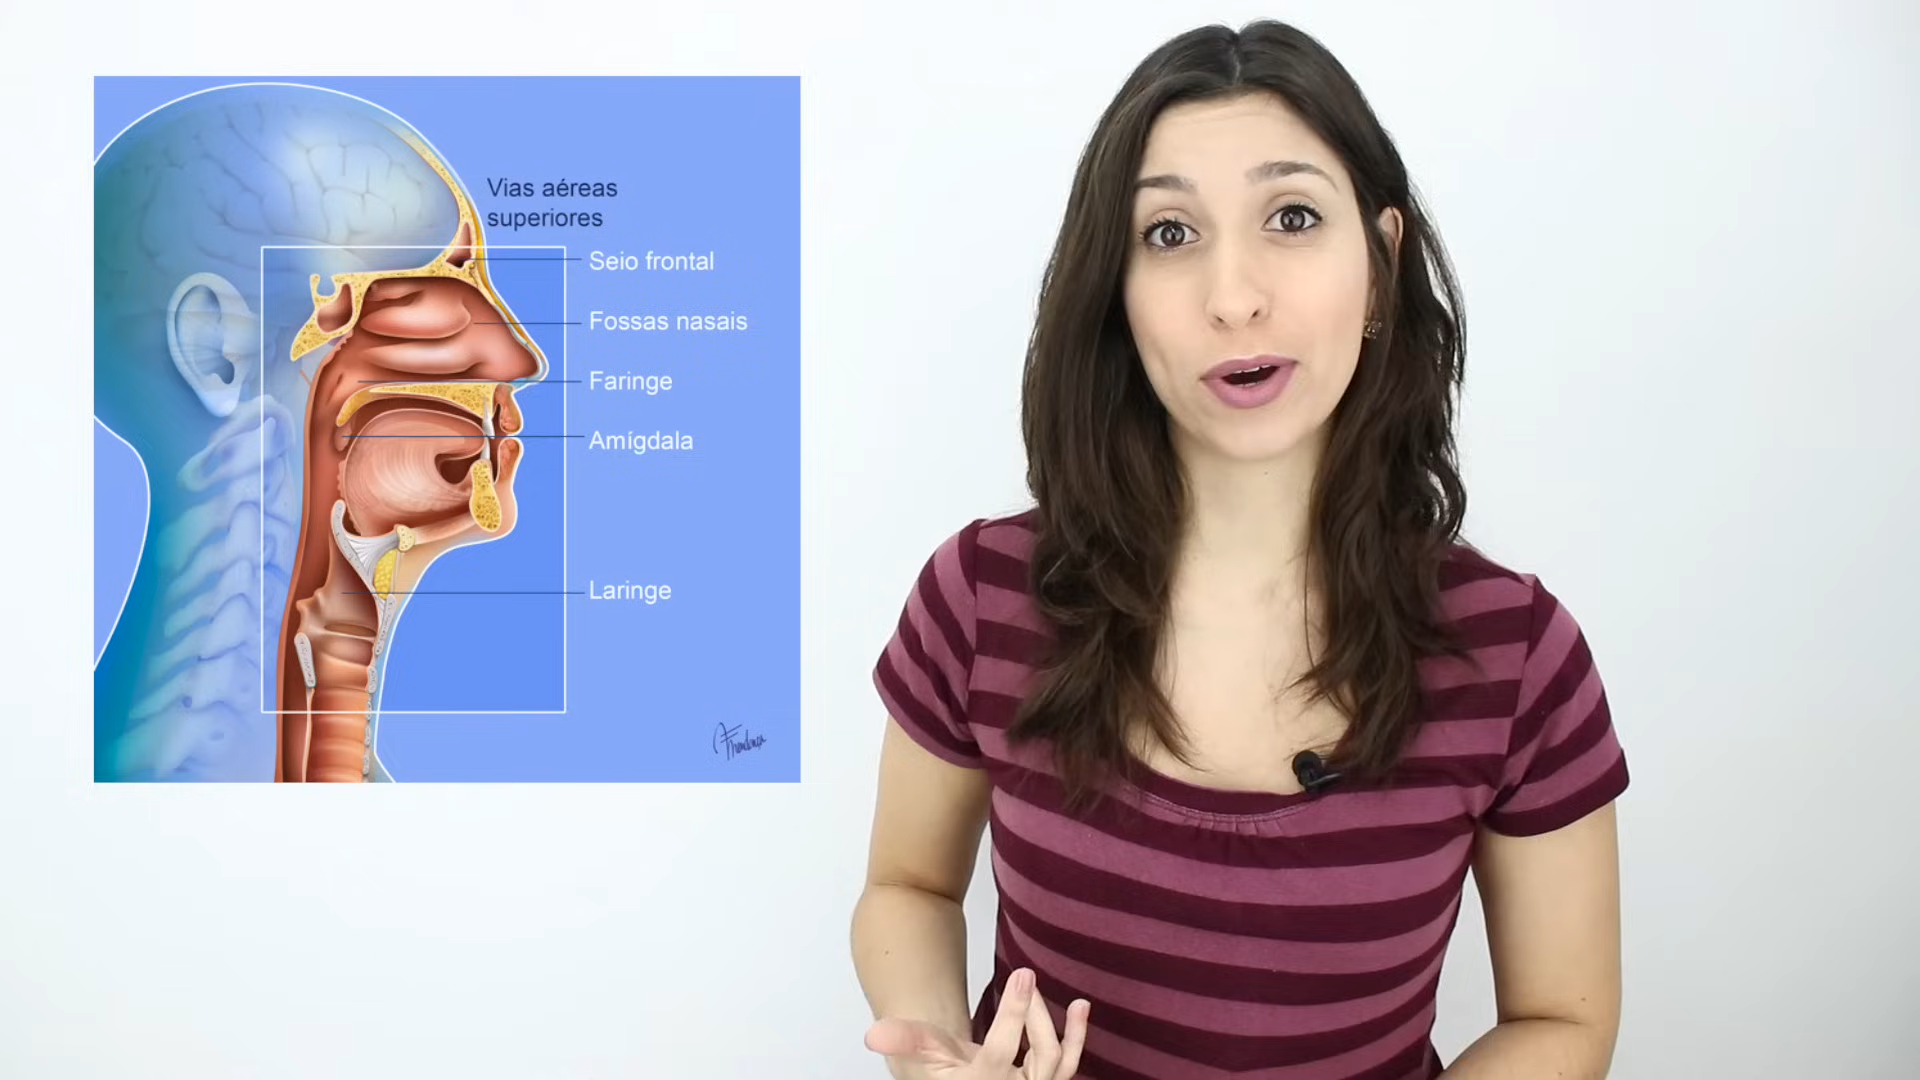 Vias aéreas
superiores
Seio frontal
Fossas nasais
Faringe
Amígdala
Laringe